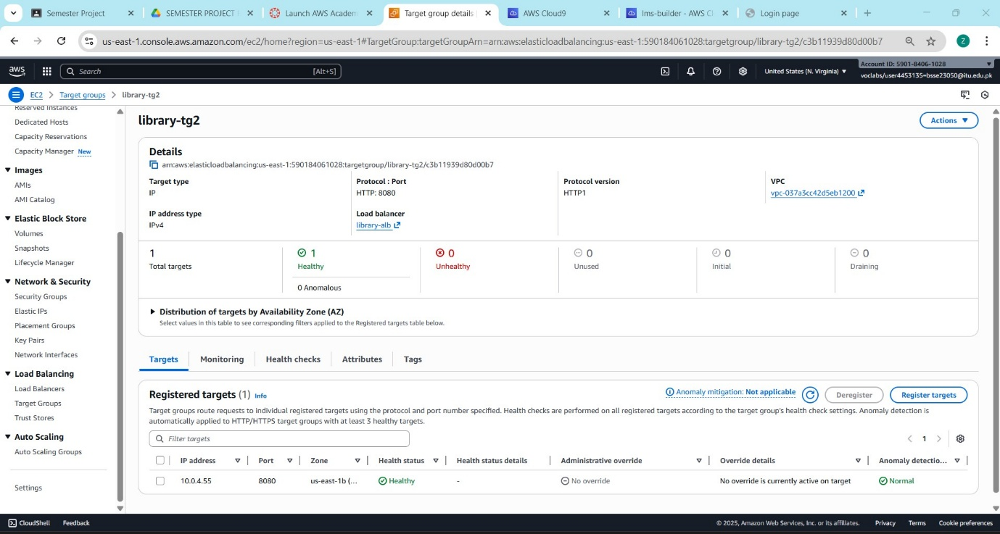 Semester Project
SEMESTER PROJECT
Launch AWS Academ
Target group details
AWS Cloud9
lms-builder - AWS Cl
Login page
us-east-1.console.aws.amazon.com/ec2/home?region=us-east-1#TargetGroup:targetGroupArn=arn:aws:elasticloadbalancing:us-east-1:590184061028:targetgroup/library-tg2/c3b11939d80d00b7
Z
aws
Search
[Alt+S]
United States (N. Virginia)
Account ID: 5901-8406-1028
voclabs/user4453135=bsse23050@itu.edu.pk
EC2 > Target groups > library-tg2
Reserved Instances
Dedicated Hosts
Capacity Reservations
Capacity Manager New
Images
AMIs
AMI Catalog
Elastic Block Store
Volumes
Snapshots
Lifecycle Manager
Network & Security
Security Groups
Elastic IPs
Placement Groups
Key Pairs
Network Interfaces
Load Balancing
Load Balancers
Target Groups
Trust Stores
Auto Scaling
Auto Scaling Groups
Settings
library-tg2
Actions
Details
arn:aws:elasticloadbalancing:us-east-1:590184061028:targetgroup/library-tg2/c3b11939d80d00b7
Target type
IP
Protocol : Port
HTTP: 8080
Protocol version
HTTP1
VPC
vpc-037a3cc42d5eb1200
IP address type
IPv4
Load balancer
library-alb
1
Total targets
1
Healthy
0 Anomalous
0
Unhealthy
0
Unused
0
Initial
0
Draining
Distribution of targets by Availability Zone (AZ)
Select values in this table to see corresponding filters applied to the Registered targets table below.
Targets
Monitoring
Health checks
Attributes
Tags
Registered targets (1) Info
Anomaly mitigation: Not applicable
Deregister
Register targets
Target groups route requests to individual registered targets using the protocol and port number specified. Health checks are performed on all registered targets according to the target group's health check settings. Anomaly detection is
automatically applied to HTTP/HTTPS target groups with at least 3 healthy targets.
Filter targets
1
IP address
Port
Zone
Health status
Health status details
Administrative override
Override details
Anomaly detectio...
10.0.4.55
8080
us-east-1b (...
Healthy
-
No override
No override is currently active on target
Normal
CloudShell
Feedback
© 2025, Amazon Web Services, Inc. or its affiliates.
Privacy
Terms
Cookie preferences